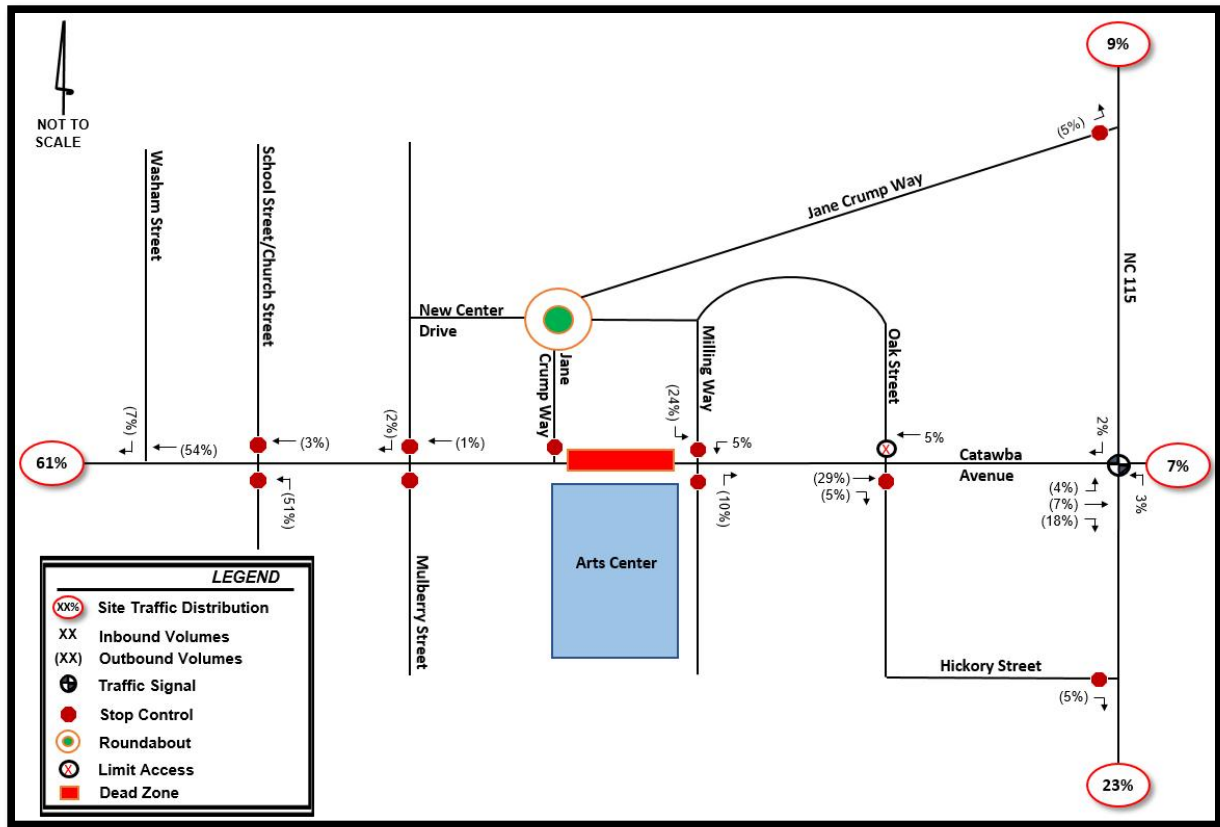 9%
NOT TO
SCALE
(5%)
Washam Street
School Street/Church Street
Jane Crump Way
NC 115
New Center
Drive
Jane
Crump Way
Milling Way
Oak Street
(7%)
(54%)
(3%)
(2%)
(1%)
(24%)
5%
5%
2%
61%
Catawba
Avenue
7%
(51%)
(10%)
(29%)
(5%)
(4%)
(7%)
(18%)
3%
Mulberry Street
Arts Center
Hickory Street
(5%)
23%
LEGEND
XX% Site Traffic Distribution
XX Inbound Volumes
(XX) Outbound Volumes
Traffic Signal
Stop Control
Roundabout
X Limit Access
Dead Zone